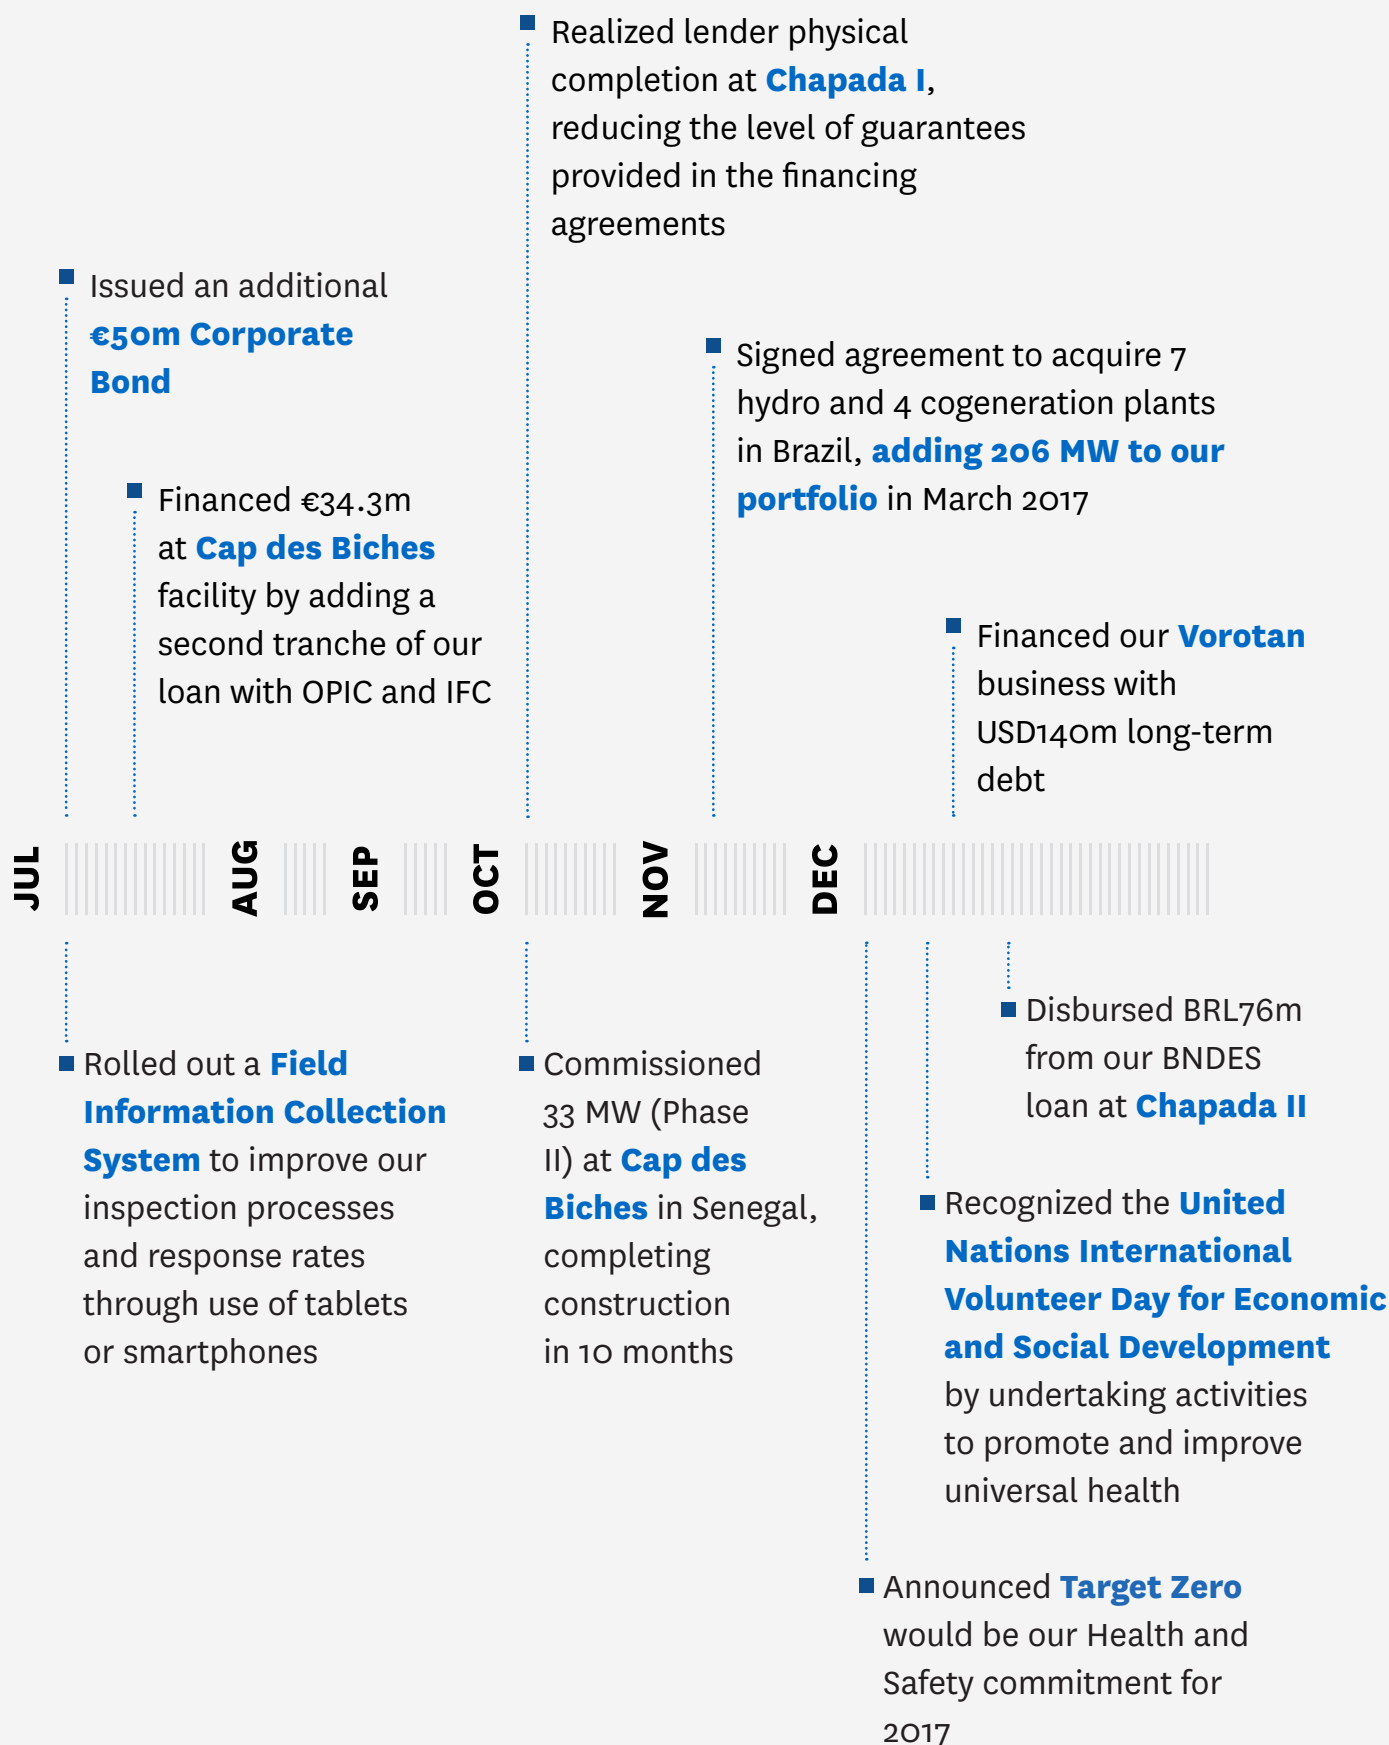 Realized lender physical
completion at Chapada I,
reducing the level of guarantees
provided in the financing
agreements
Issued an additional
€50m Corporate
Bond
Signed agreement to acquire 7
hydro and 4 cogeneration plants
in Brazil, adding 206 MW to our
portfolio in March 2017
Financed €34.3m
at Cap des Biches
facility by adding a
second tranche of our
loan with OPIC and IFC
Financed our Vorotan
business with
USD140m long-term
debt
JUL
AUG
SEP
OCT
NOV
DEC
Rolled out a Field
Information Collection
System to improve our
inspection processes
and response rates
through use of tablets
or smartphones
Commissioned
33 MW (Phase
II) at Cap des
Biches in Senegal,
completing
construction
in 10 months
Disbursed BRL76m
from our BNDES
loan at Chapada II
Recognized the United
Nations International
Volunteer Day for Economic
and Social Development
by undertaking activities
to promote and improve
universal health
Announced Target Zero
would be our Health and
Safety commitment for
2017